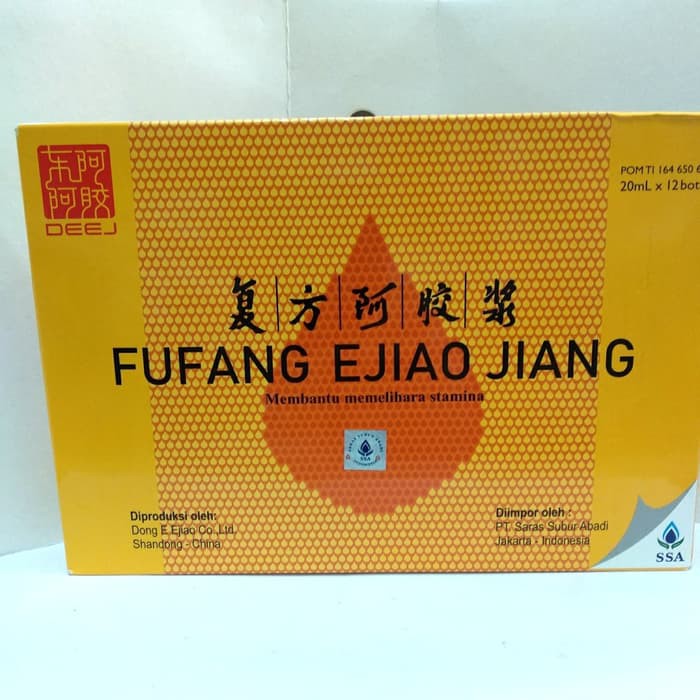 东阿
阿胶
DEEJ
POM TI 164 650
20mL x 12
复方阿胶浆
FUFANG EJIAO JIANG
Membantu memelihara stamina
SSA
Diproduksi oleh:
Dong E Ejiao Co.,Ltd.
Shandong - China
Diimpor oleh :
PT. Saras Subur Abadi
Jakarta - Indonesia
SSA